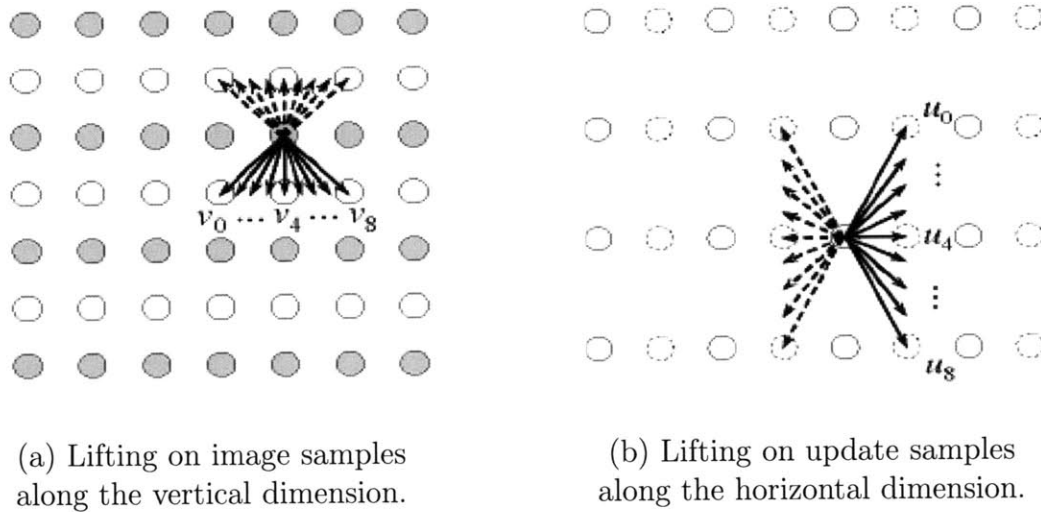 v₀ ··· v₄ ··· v₈
u₀
⋮
u₄
⋮
u₈
(a) Lifting on image samples
along the vertical dimension.
(b) Lifting on update samples
along the horizontal dimension.